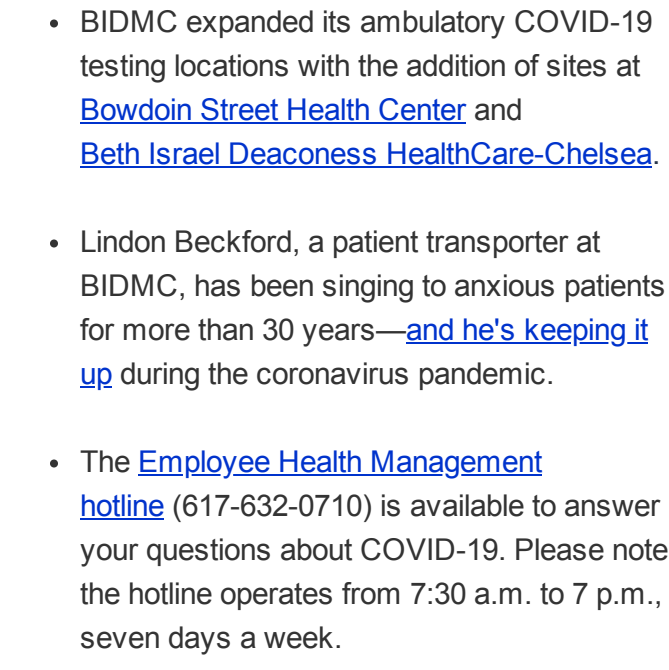 • BIDMC expanded its ambulatory COVID-19
testing locations with the addition of sites at
Bowdoin Street Health Center and
Beth Israel Deaconess HealthCare-Chelsea.
• Lindon Beckford, a patient transporter at
BIDMC, has been singing to anxious patients
for more than 30 years—and he's keeping it
up during the coronavirus pandemic.
• The Employee Health Management
hotline (617-632-0710) is available to answer
your questions about COVID-19. Please note
the hotline operates from 7:30 a.m. to 7 p.m.,
seven days a week.